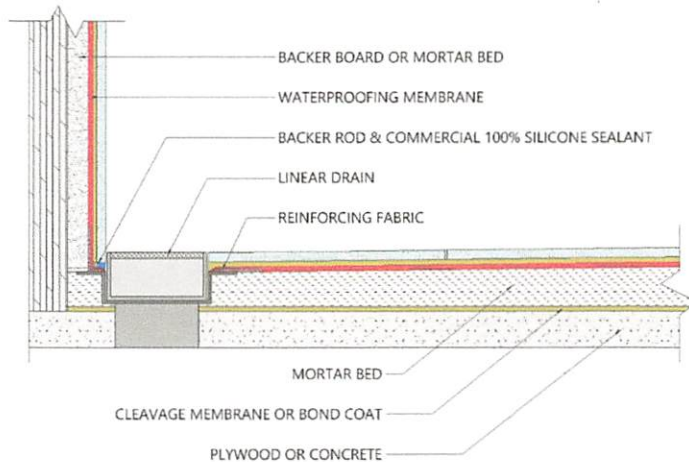 BACKER BOARD OR MORTAR BED
WATERPROOFING MEMBRANE
BACKER ROD & COMMERCIAL 100% SILICONE SEALANT
LINEAR DRAIN
REINFORCING FABRIC
MORTAR BED
CLEAVAGE MEMBRANE OR BOND COAT
PLYWOOD OR CONCRETE